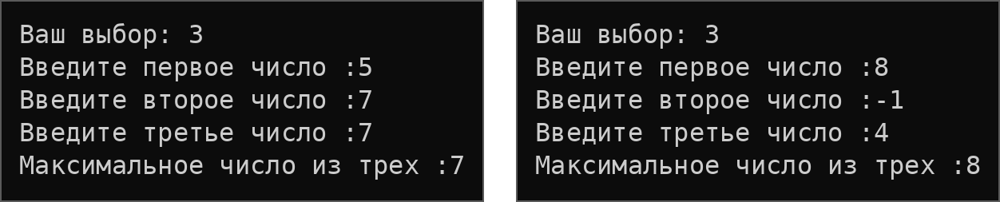 Ваш выбор: 3
Введите первое число :5
Введите второе число :7
Введите третье число :7
Максимальное число из трех :7
Ваш выбор: 3
Введите первое число :8
Введите второе число :-1
Введите третье число :4
Максимальное число из трех :8